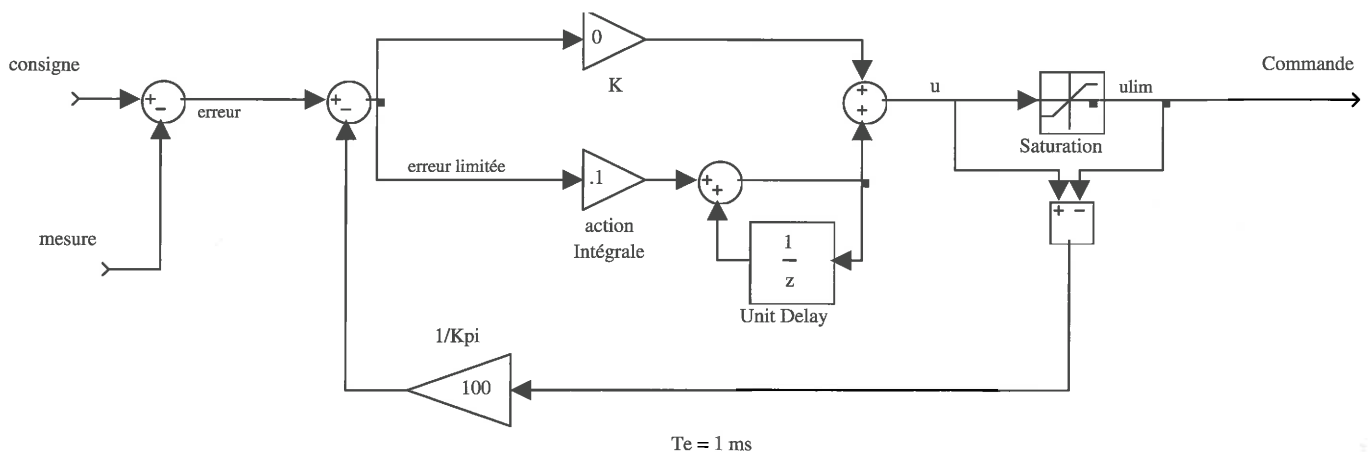 0
K
consigne
+
−
erreur
+
−
+
+
u
ulim
Commande
Saturation
erreur limitée
.1
+
+
action
Intégrale
+ −
mesure
1
z
Unit Delay
1/Kpi
100
Te = 1 ms